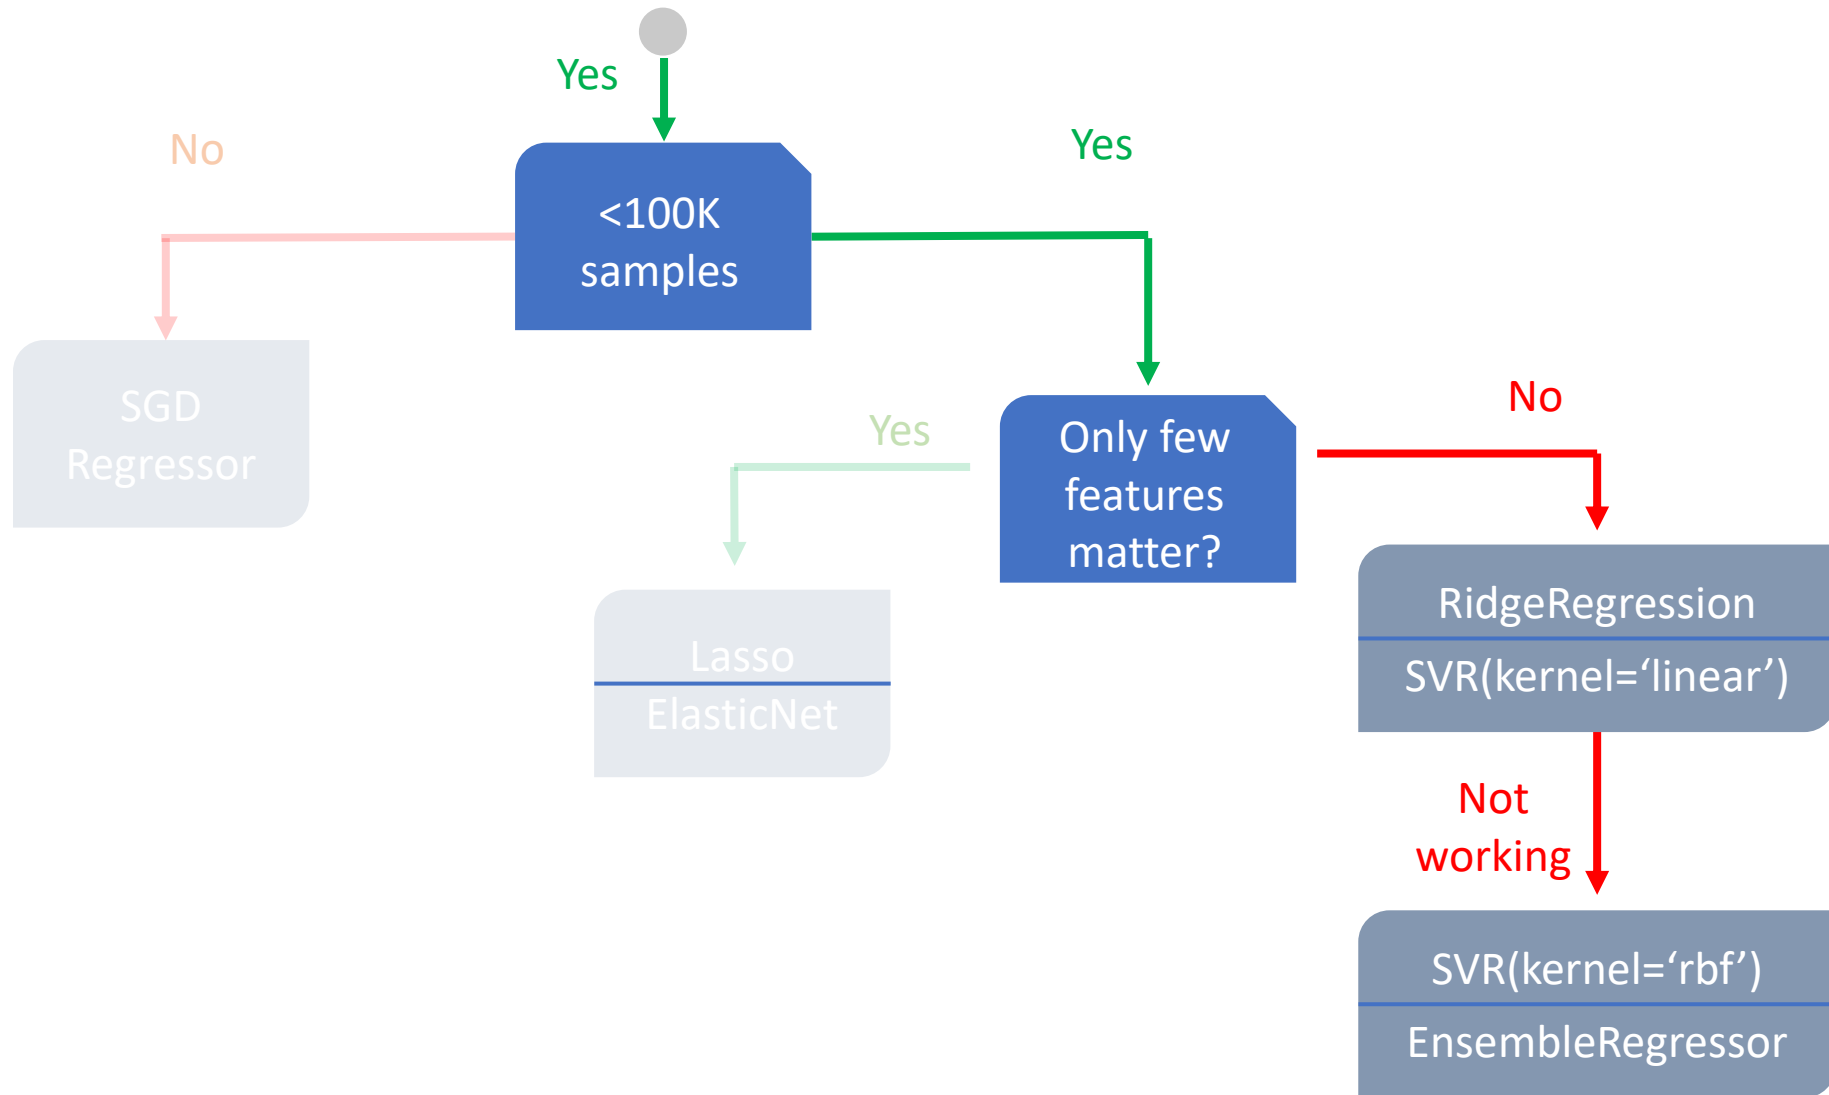 Yes
No
Yes
<100K
samples
SGD
Regressor
Yes
Only few
features
matter?
No
Lasso
ElasticNet
RidgeRegression
SVR(kernel=‘linear’)
Not
working
SVR(kernel=‘rbf’)
EnsembleRegressor